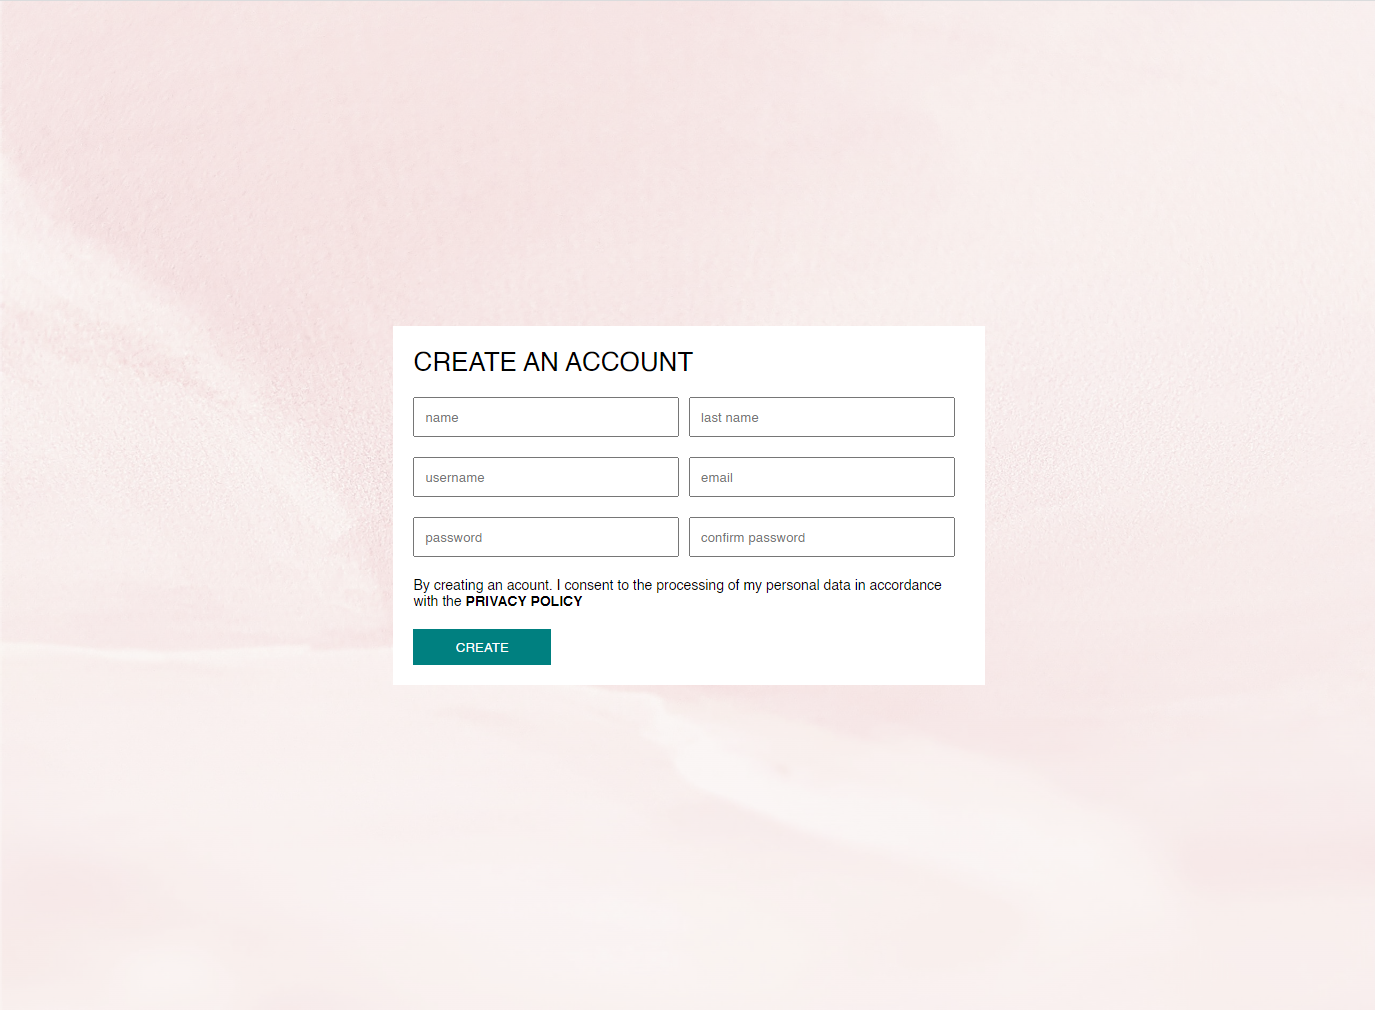 CREATE AN ACCOUNT
name
last name
username
email
password
confirm password
By creating an acount. I consent to the processing of my personal data in accordance
with the PRIVACY POLICY
CREATE